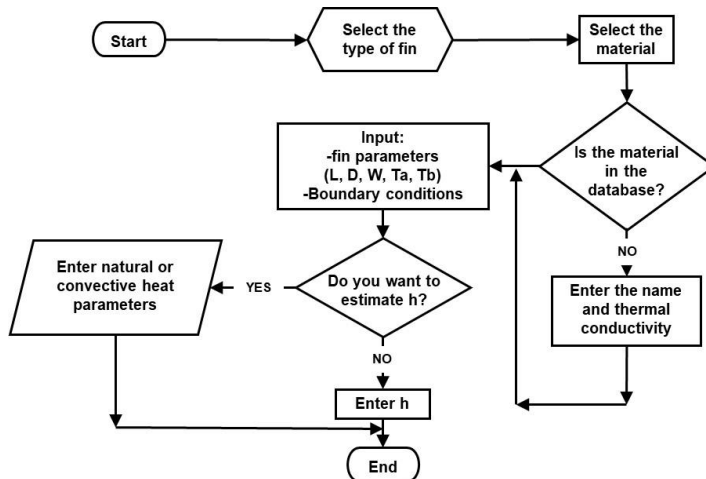 Start
Select the
type of fin
Select the
material
Is the material
in the
database?
NO
Enter the name
and thermal
conductivity
Input:
-fin parameters
(L, D, W, Ta, Tb)
-Boundary conditions
Do you want to
estimate h?
YES
Enter natural or
convective heat
parameters
NO
Enter h
End